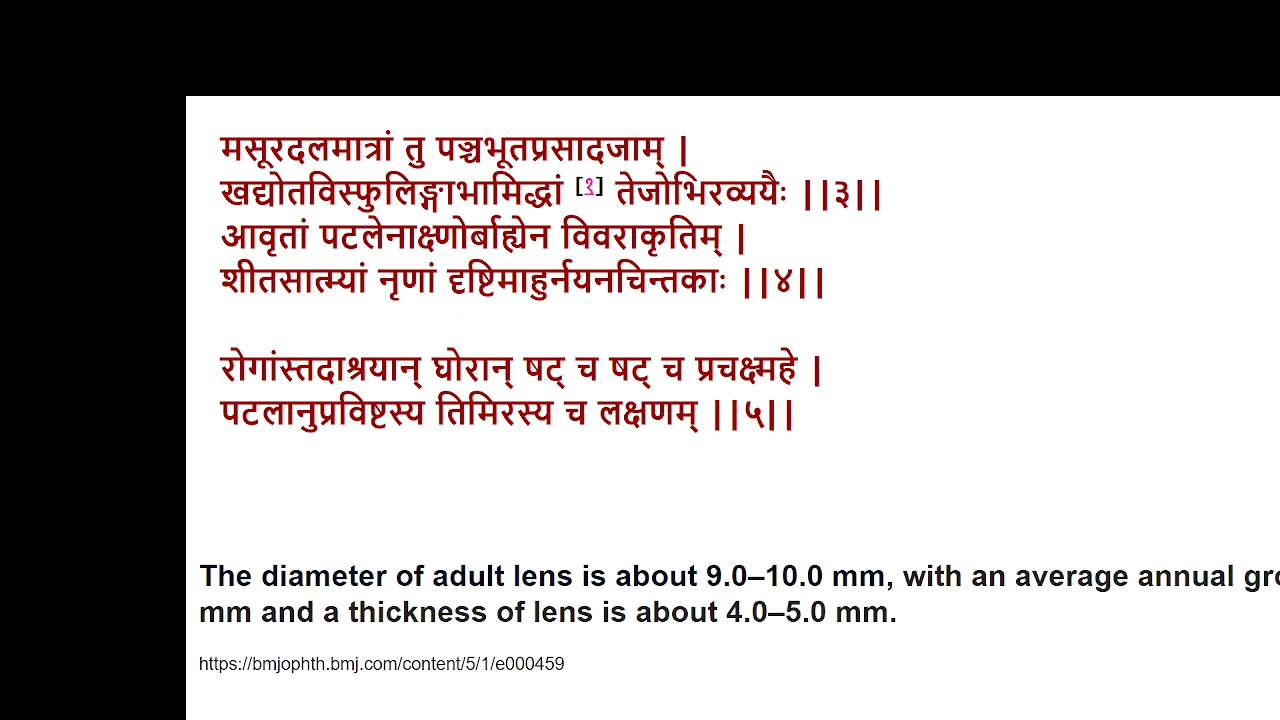 मसूरदलमात्रां तु पञ्चभूतप्रसादजाम् |
खद्योतविस्फुलिङ्गाभामिद्धां [१] तेजोभिरव्ययैः ||३||
आवृतां पटलेनाक्ष्णोर्बाह्येन विवराकृतिम् |
शीतसात्म्यां नृणां दृष्टिमाहुर्नयनचिन्तकाः ||४||
रोगांस्तदाश्रयान् घोरान् षट् च षट् च प्रचक्ष्महे |
पटलानुप्रविष्टस्य तिमिरस्य च लक्षणम् ||५||
The diameter of adult lens is about 9.0–10.0 mm, with an average annual
mm and a thickness of lens is about 4.0–5.0 mm.
https://bmjophth.bmj.com/content/5/1/e000459